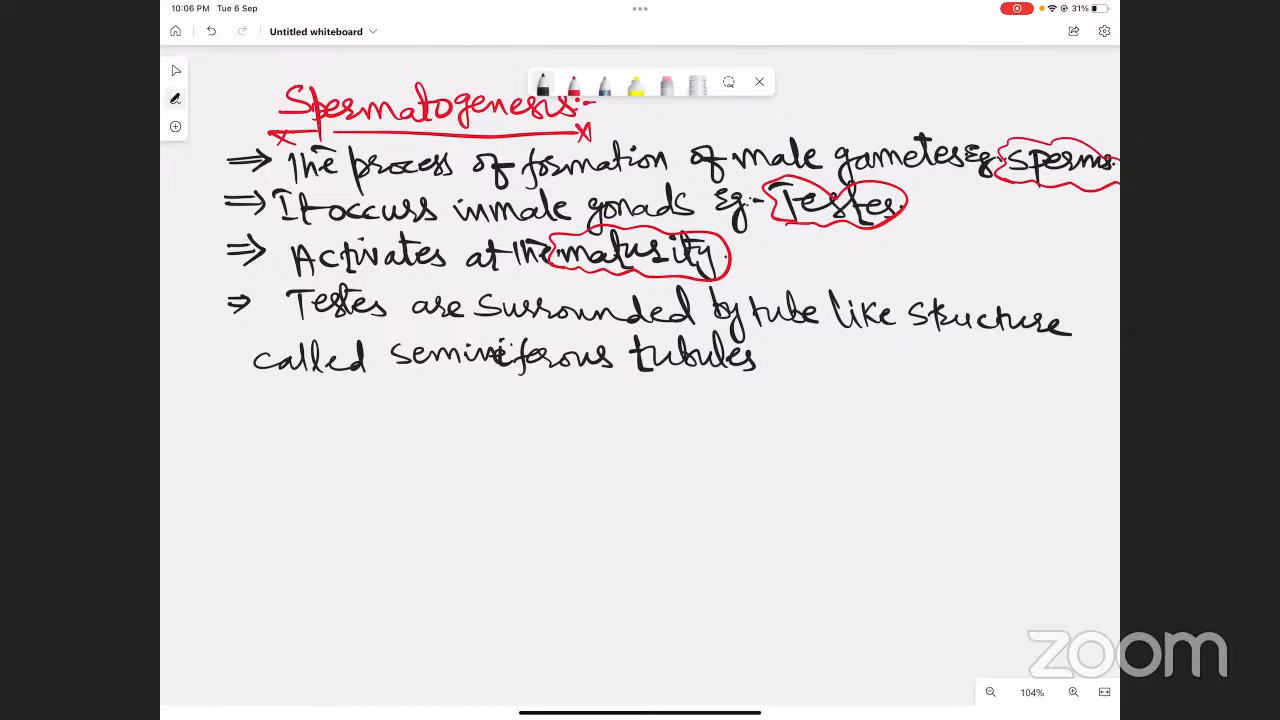 10:06 PM Tue 6 Sep
31%
Untitled whiteboard
Spermatogenesis:-
⇒ The process of formation of male gametes Eg. sperms.
⇒ It occurs in male gonads Eg:- Testes.
⇒ Activates at the maturity.
⇒ Testes are surrounded by tube like structure
called seminiferous tubules
zoom
104%